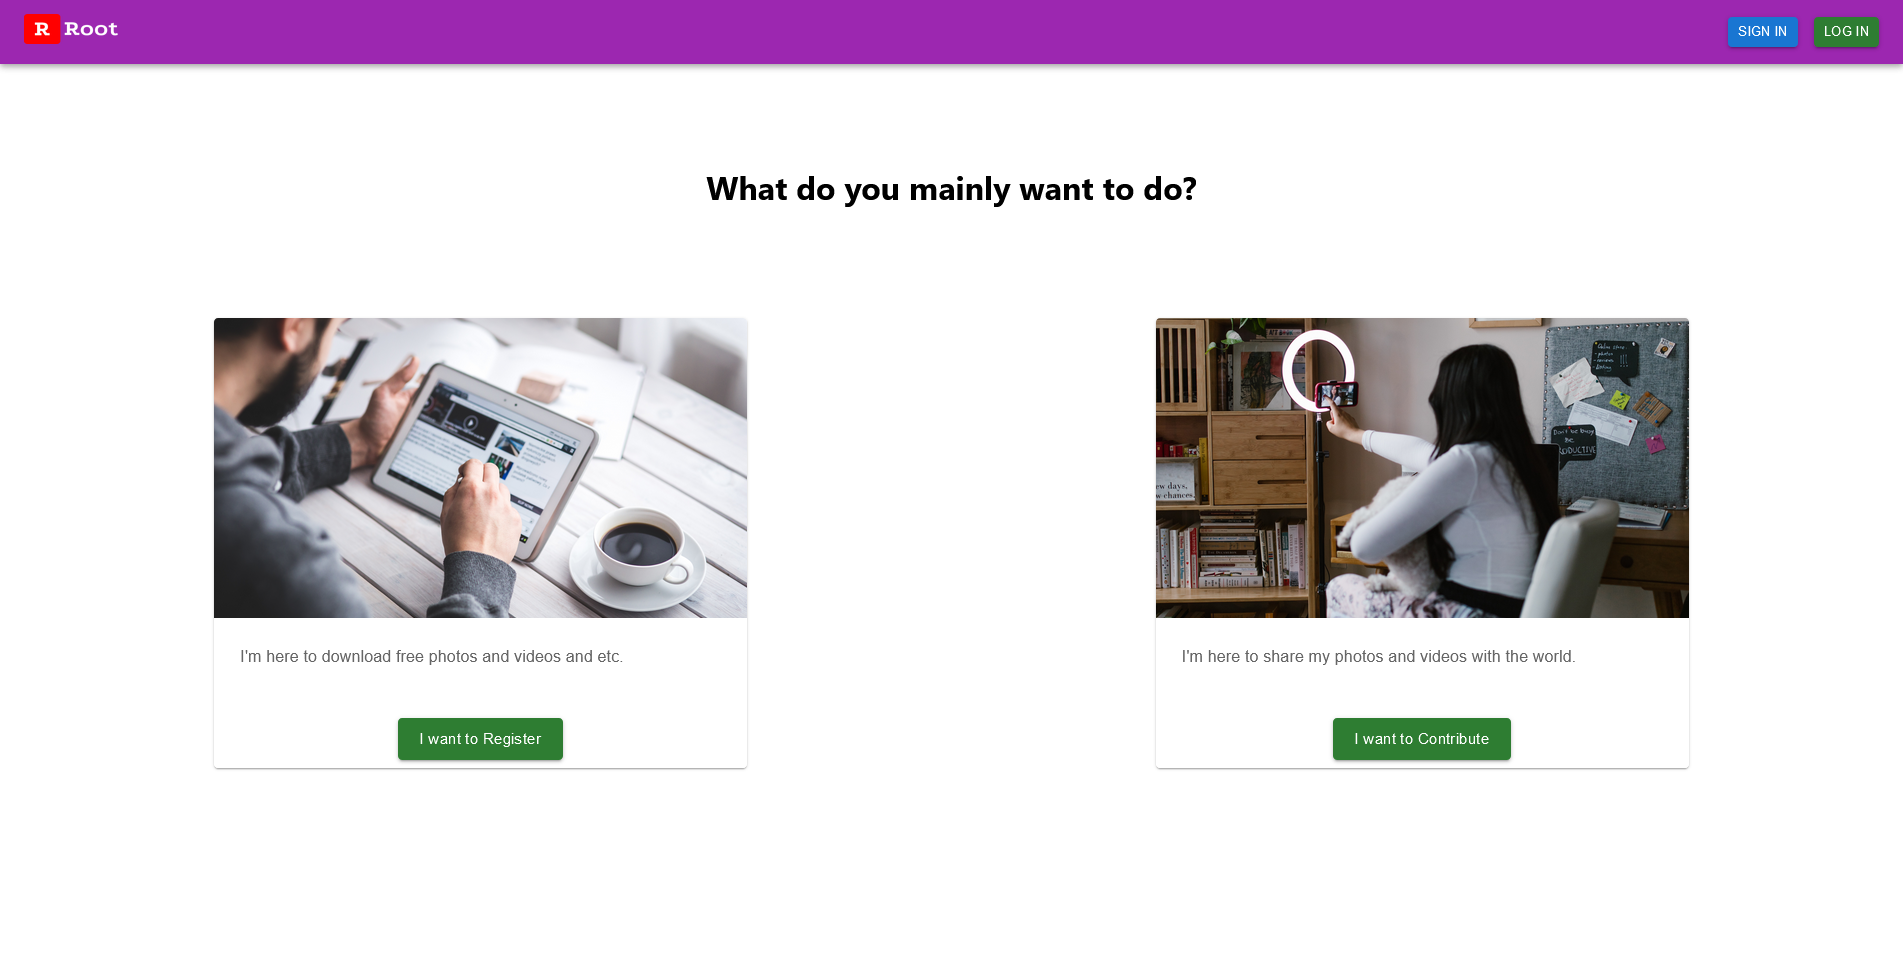 R Root
SIGN IN
LOG IN
What do you mainly want to do?
Don't be busy
BE
PRODUCTIVE
ew days,
w chances.
I'm here to download free photos and videos and etc.
I'm here to share my photos and videos with the world.
I want to Register
I want to Contribute